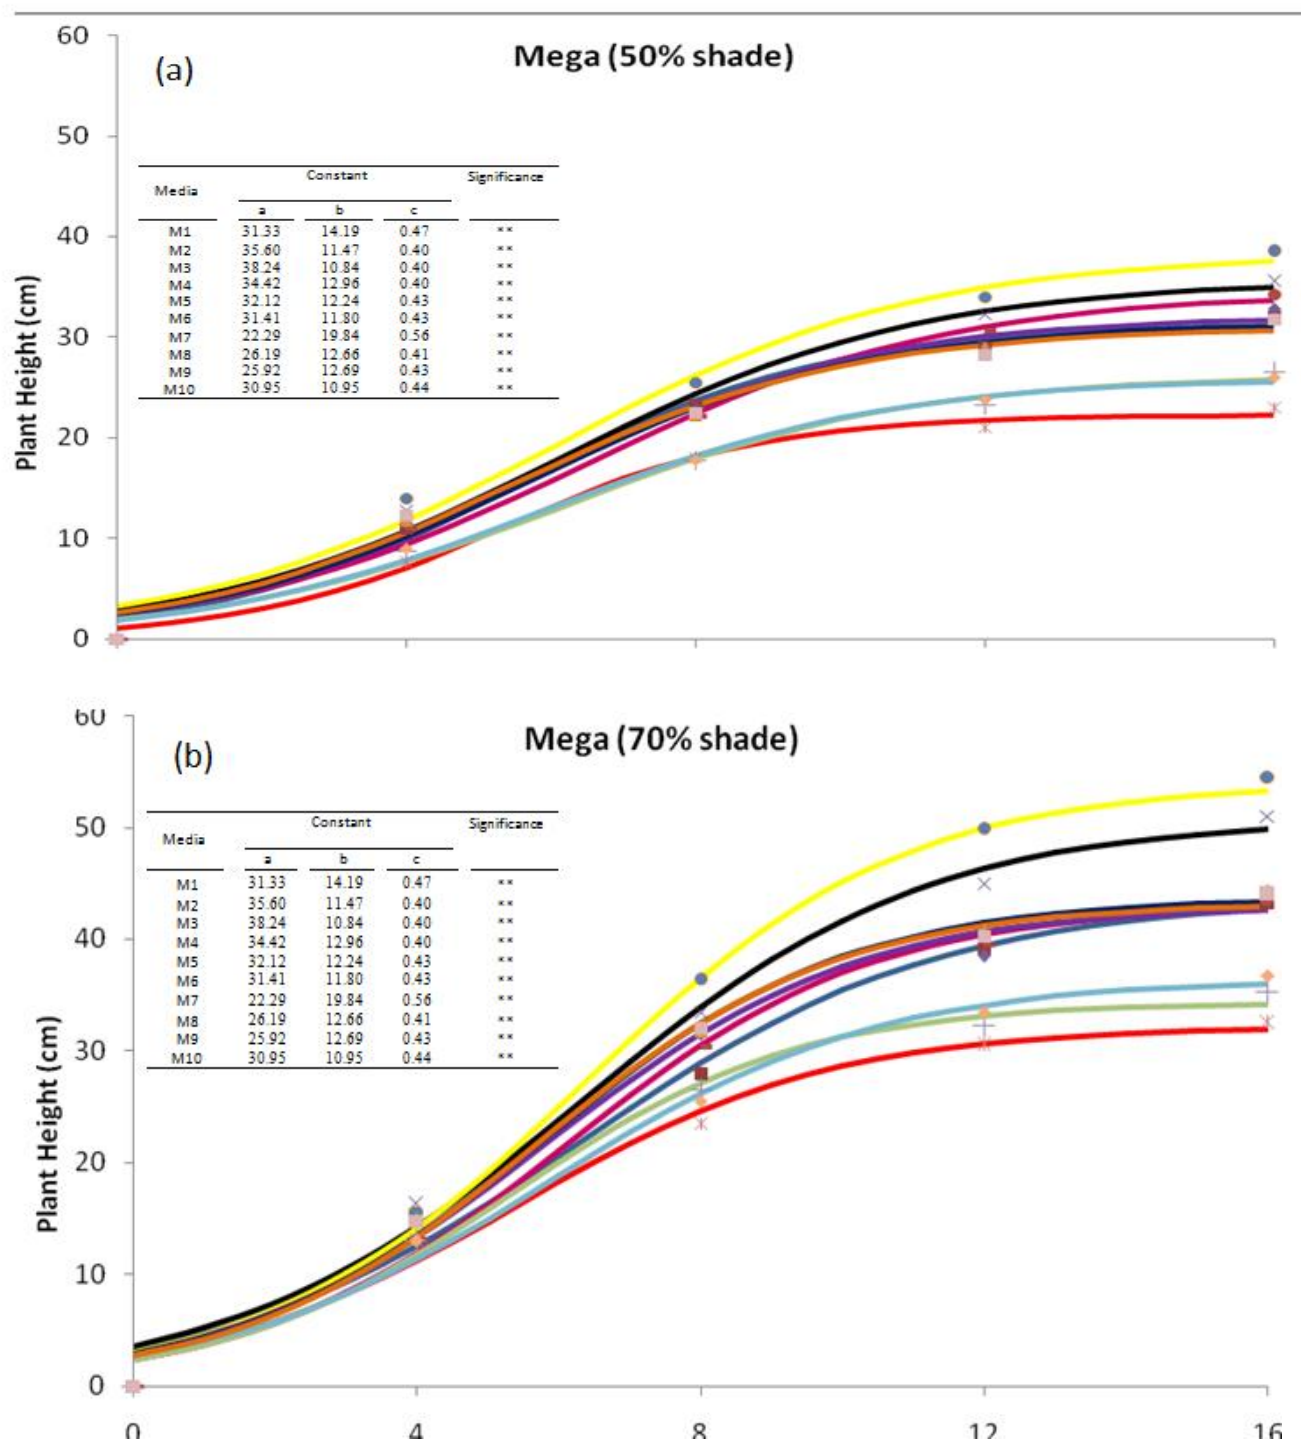 60
Mega (50% shade)
(a)
50
Constant Significance
Media
a b c
M1 31.33 14.19 0.47 **
M2 35.60 11.47 0.40 **
M3 38.24 10.84 0.40 **
M4 34.42 12.96 0.40 **
M5 32.12 12.24 0.43 **
M6 31.41 11.80 0.43 **
M7 22.29 19.84 0.56 **
M8 26.19 12.66 0.41 **
M9 25.92 12.69 0.43 **
M10 30.95 10.95 0.44 **
40
Plant Height (cm)
30
20
10
0
60
Mega (70% shade)
(b)
Constant Significance
50
Media
a b c
M1 31.33 14.19 0.47 **
M2 35.60 11.47 0.40 **
M3 38.24 10.84 0.40 **
M4 34.42 12.96 0.40 **
M5 32.12 12.24 0.43 **
M6 31.41 11.80 0.43 **
M7 22.29 19.84 0.56 **
M8 26.19 12.66 0.41 **
M9 25.92 12.69 0.43 **
M10 30.95 10.95 0.44 **
40
30
Plant Height (cm)
20
10
0
0 4 8 12 16